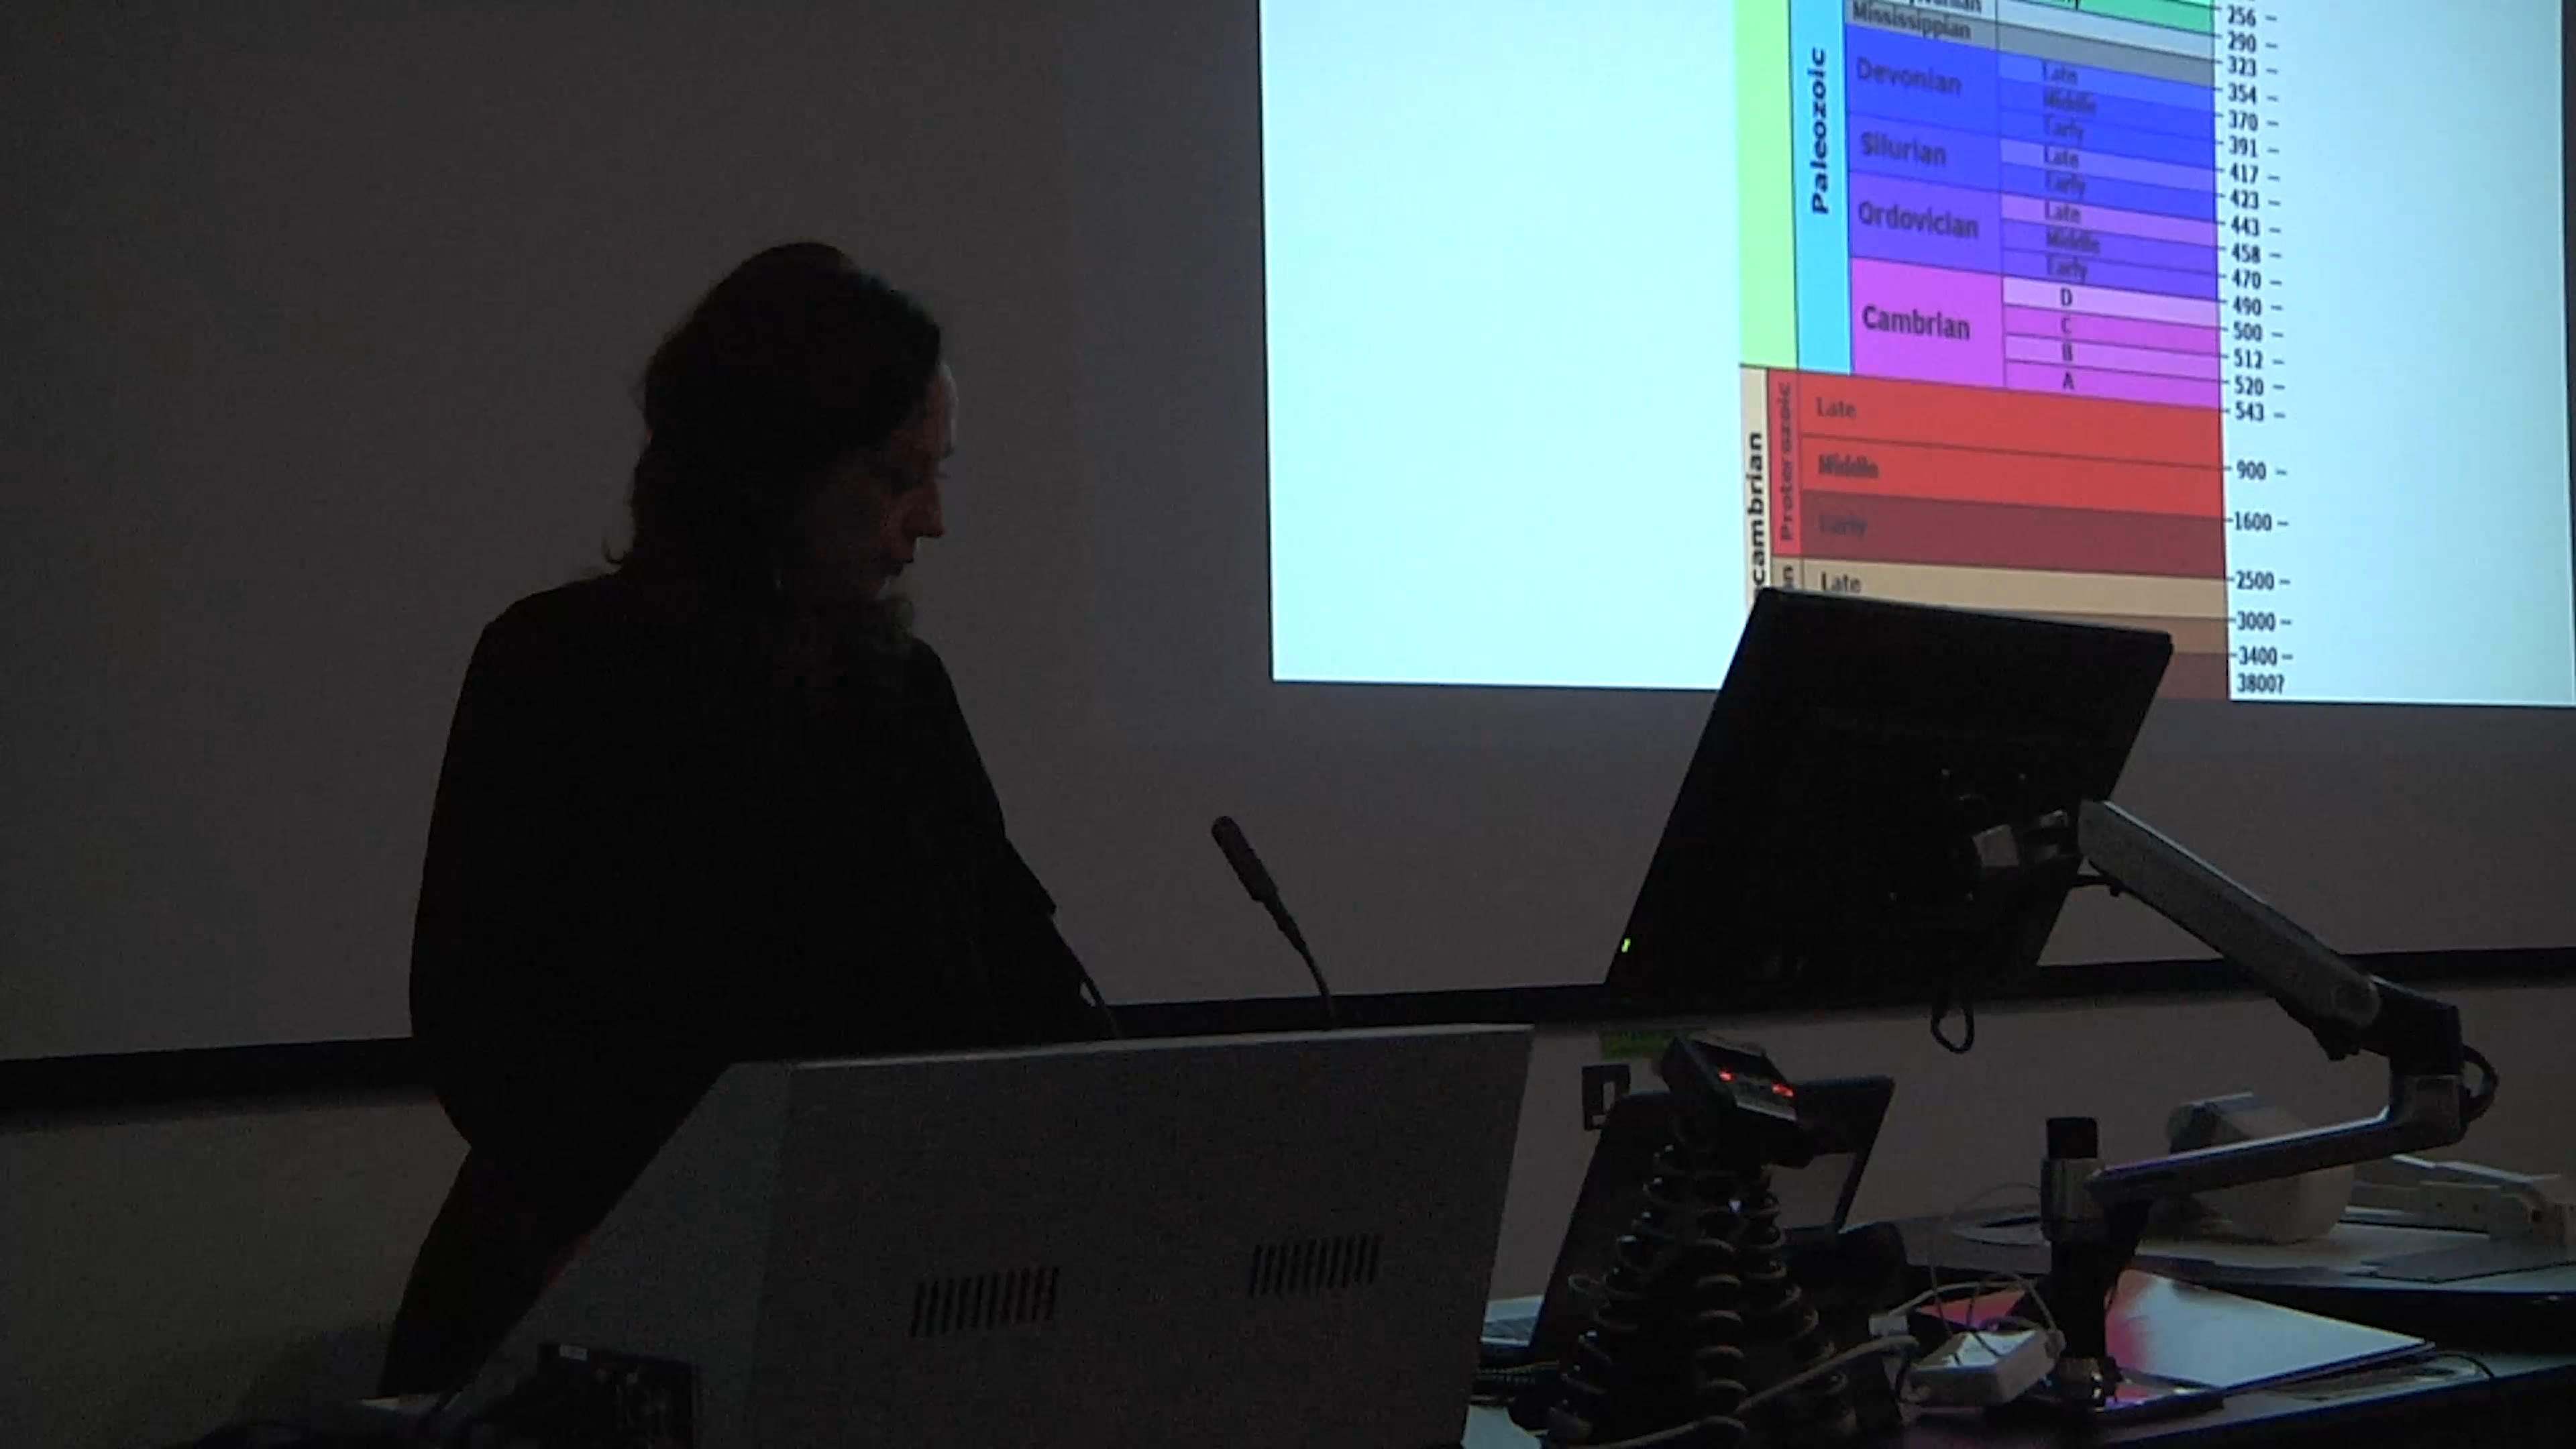 256
290
Mississippian
323
Paleozoic
Devonian
Late
354
Middle
370
Early
391
Silurian
Late
417
Early
423
Ordovician
Late
443
Middle
458
Early
470
Cambrian
D
490
C
500
B
512
A
520
543
cambrian
Proterozoic
Late
Middle
900
Early
1600
Late
2500
3000
3400
3800?